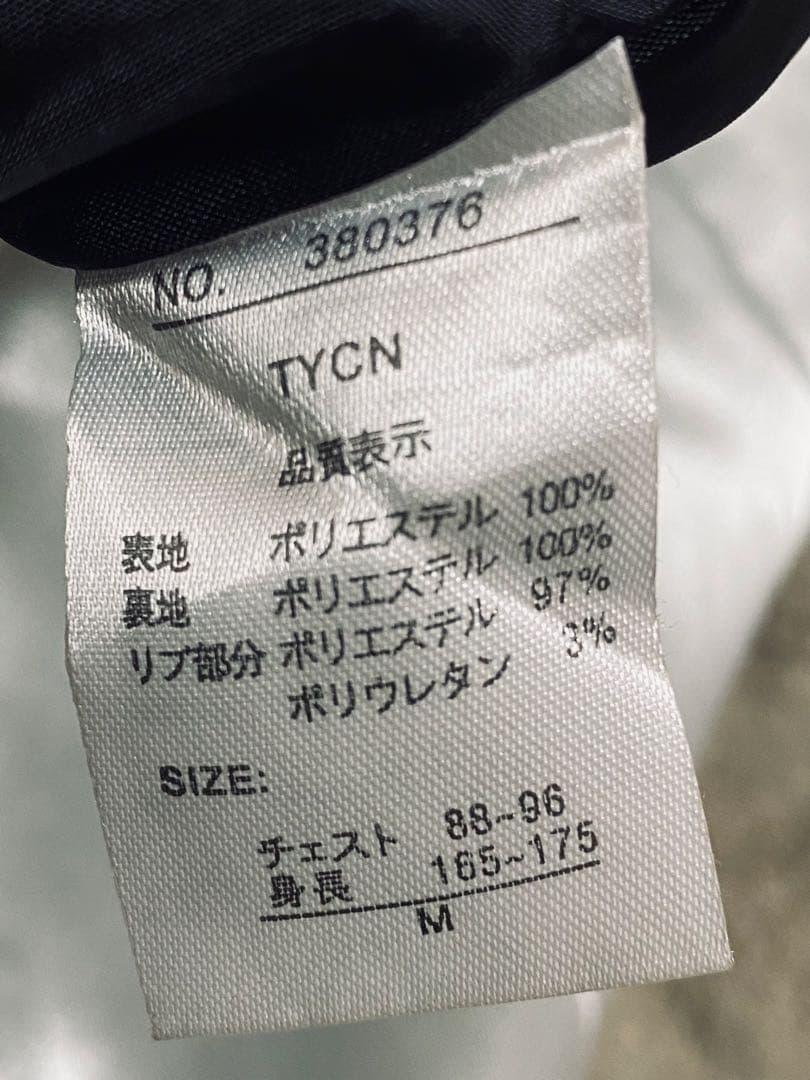 NO. 380376
TYCN
品質表示
表地 ポリエステル 100%
裏地 ポリエステル 100%
リブ部分 ポリエステル 97%
ポリウレタン 3%
SIZE:
チェスト 88~96
身長 165~175
M